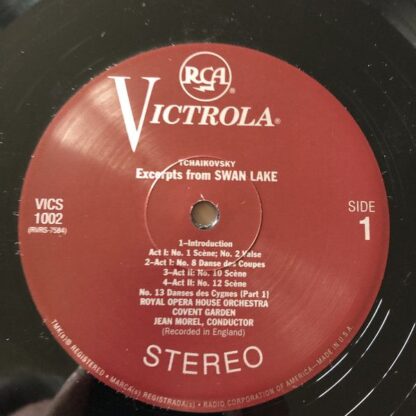 RCA
VICTROLA®
TCHAIKOVSKY
Excerpts from SWAN LAKE
VICS
1002
(RVRS-7584)
SIDE
1
1–Introduction
Act I: No. 1 Scène; No. 2 Valse
2–Act I: No. 8 Danse des Coupes
3–Act II: No. 10 Scène
4–Act II: No. 12 Scène
No. 13 Danses des Cygnes (Part 1)
ROYAL OPERA HOUSE ORCHESTRA
COVENT GARDEN
JEAN MOREL, CONDUCTOR
(Recorded in England)
STEREO
TMK(s)® REGISTERED • MARCA(s) REGISTRADA(s) • RADIO CORPORATION OF AMERICA–MADE IN U.S.A.